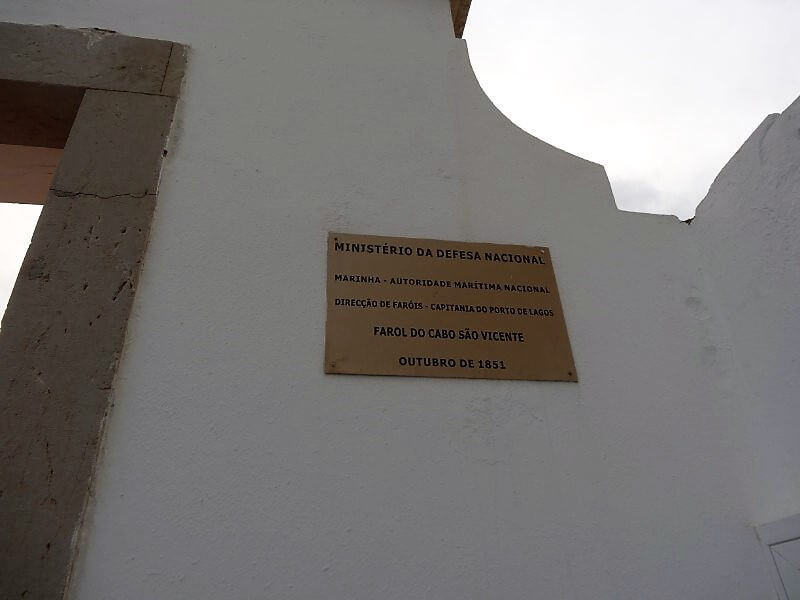 MINISTÉRIO DA DEFESA NACIONAL
MARINHA - AUTORIDADE MARÍTIMA NACIONAL
DIRECÇÃO DE FARÓIS - CAPITANIA DO PORTO DE LAGOS
FAROL DO CABO SÃO VICENTE
OUTUBRO DE 1851